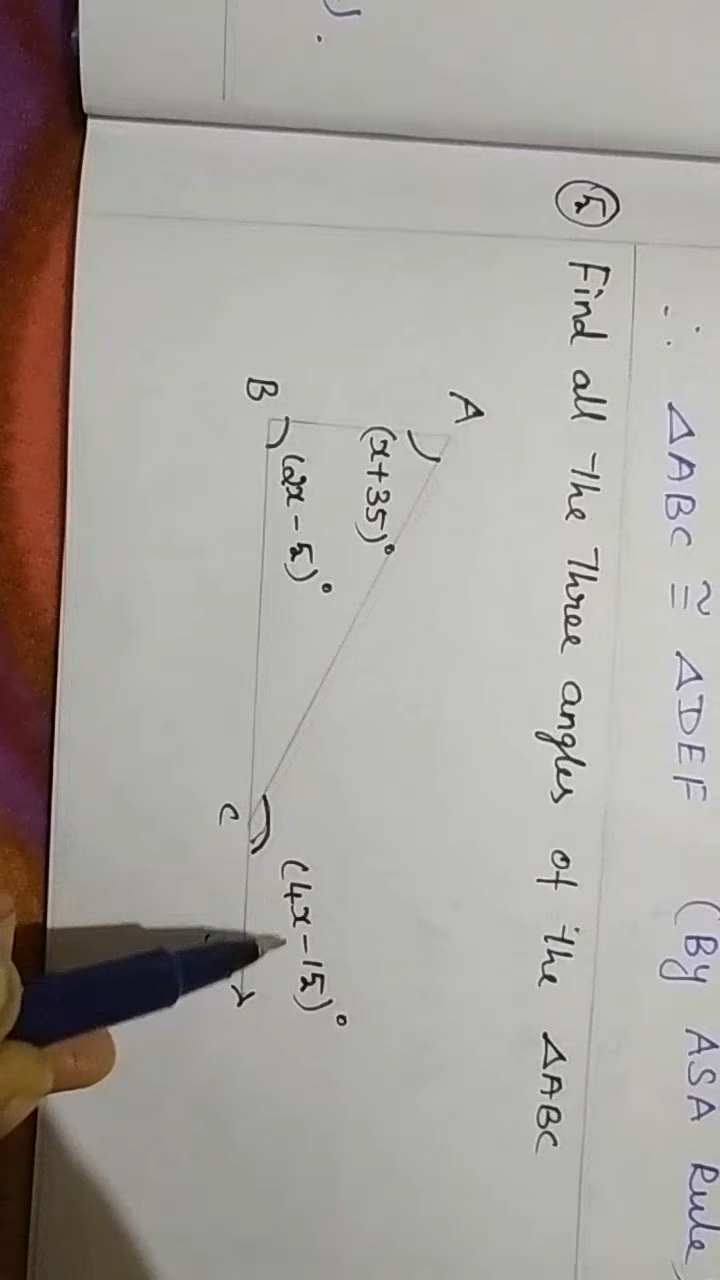 ∴ ΔABC ≅ ΔDEF (By ASA Rule)
⑤ Find all the Three angles of the ΔABC
A
(x+35)°
B
(2x-5)°
C
(4x-15)°